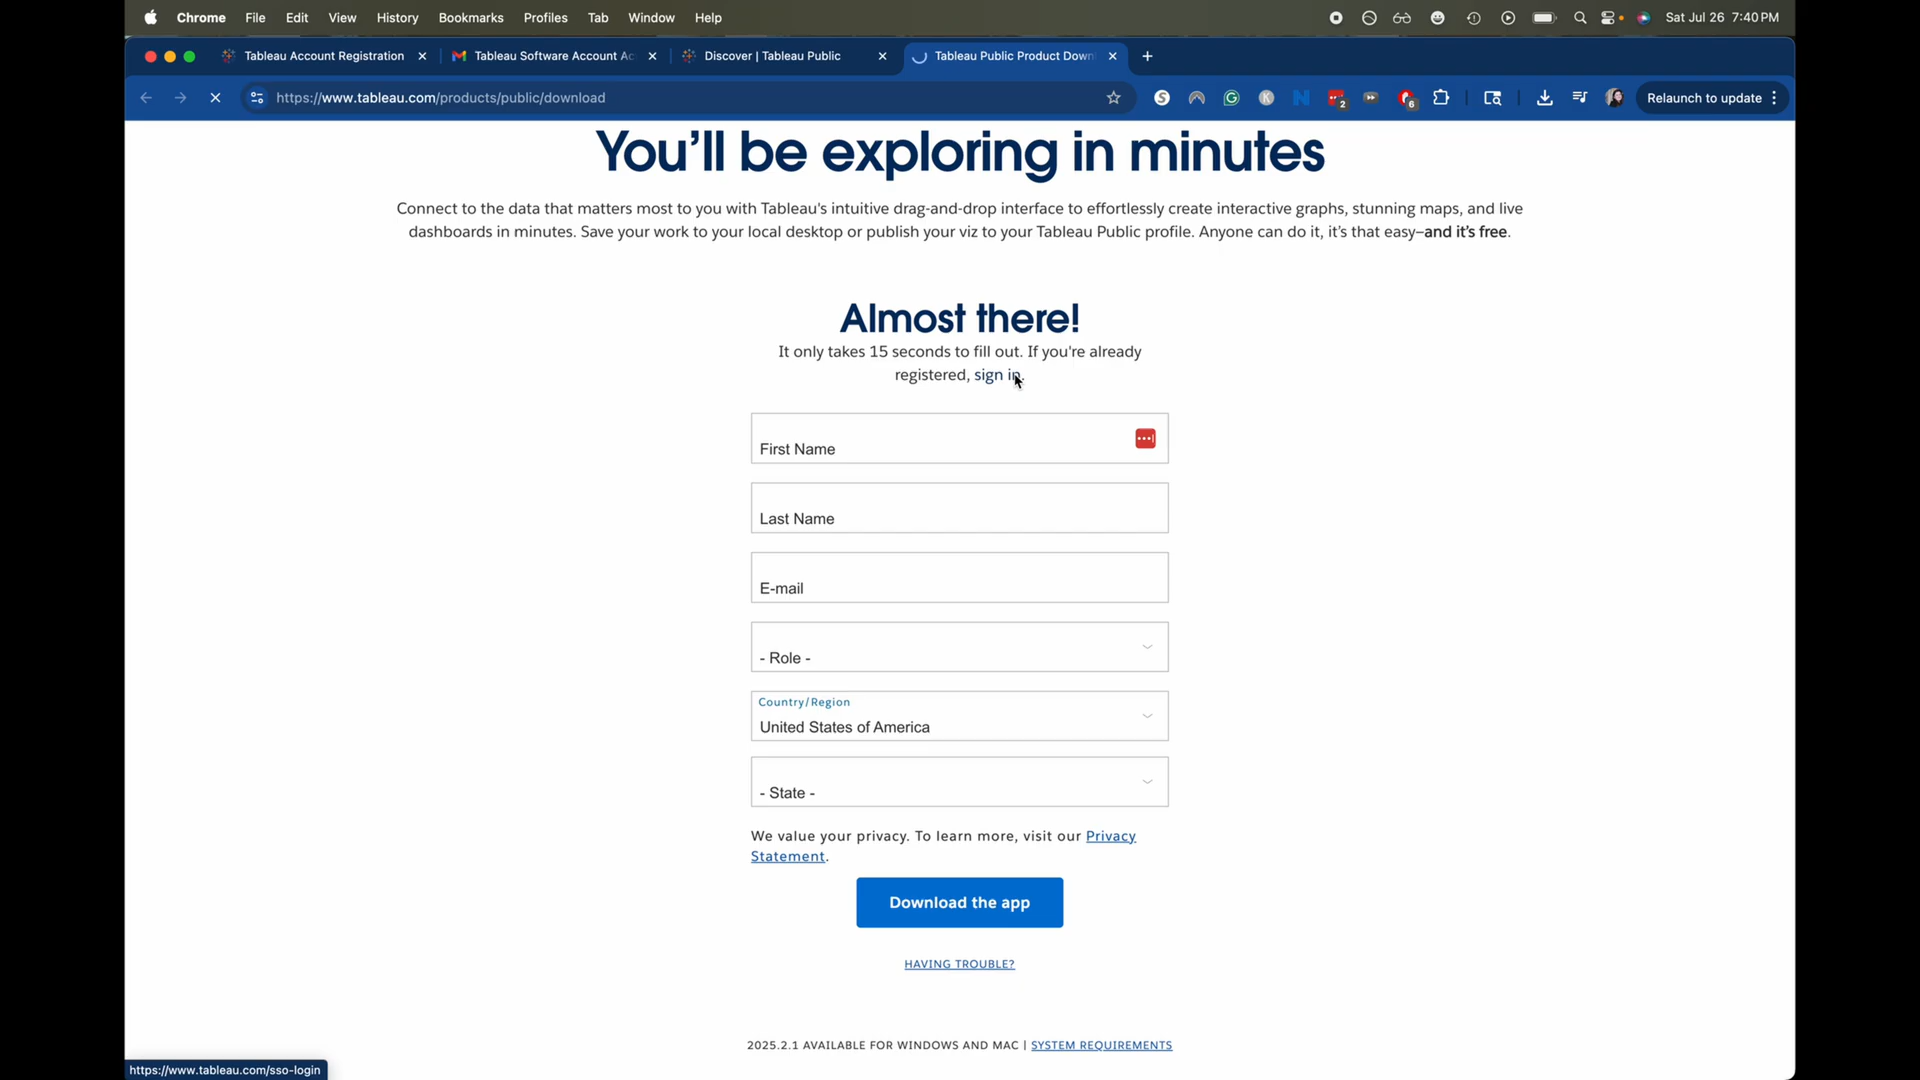 Chrome File Edit View History Bookmarks Profiles Tab Window Help Sat Jul 26 7:40 PM
Tableau Account Registration Tableau Software Account Ac Discover | Tableau Public Tableau Public Product Down
https://www.tableau.com/products/public/download 2 6 Relaunch to update
You’ll be exploring in minutes
Connect to the data that matters most to you with Tableau's intuitive drag-and-drop interface to effortlessly create interactive graphs, stunning maps, and live
dashboards in minutes. Save your work to your local desktop or publish your viz to your Tableau Public profile. Anyone can do it, it’s that easy–and it’s free.
Almost there!
It only takes 15 seconds to fill out. If you're already
registered, sign in.
First Name
Last Name
E-mail
- Role -
Country/Region
United States of America
- State -
We value your privacy. To learn more, visit our Privacy
Statement.
Download the app
HAVING TROUBLE?
2025.2.1 AVAILABLE FOR WINDOWS AND MAC | SYSTEM REQUIREMENTS
https://www.tableau.com/sso-login